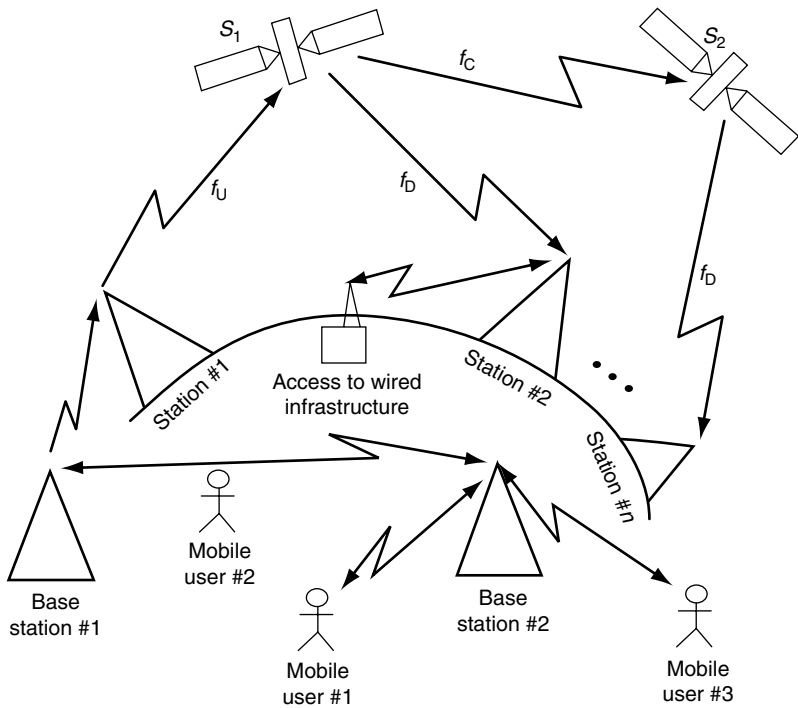 S1
S2
fC
fU
fD
fD
Station #1
Access to wired
infrastructure
Station #2
Station #n
Mobile
user #2
Base
station #1
Base
station #2
Mobile
user #1
Mobile
user #3